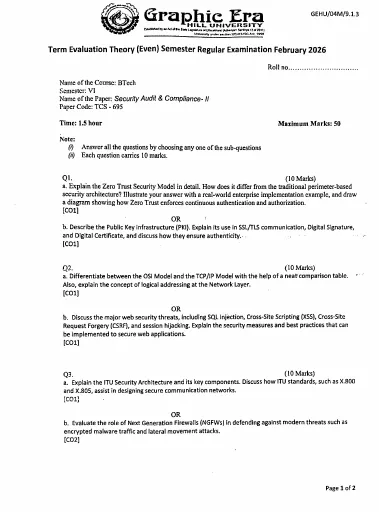 GEHU/04M/9.1.3
Graphic Era
HILL UNIVERSITY
Term Evaluation Theory (Even) Semester Regular Examination February 2026
Roll no..............................
Name of the Course: BTech
Semester: VI
Name of the Paper: Security Audit & Compliance- II
Paper Code: TCS - 695
Time: 1.5 hour Maximum Marks: 50
Note:
(i) Answer all the questions by choosing any one of the sub-questions
(ii) Each question carries 10 marks.
Q1. (10 Marks)
a. Explain the Zero Trust Security Model in detail. How does it differ from the traditional perimeter-based
security architecture? Illustrate your answer with a real-world enterprise implementation example, and draw
a diagram showing how Zero Trust enforces continuous authentication and authorization.
[CO1]
OR
b. Describe the Public Key Infrastructure (PKI). Explain its use in SSL/TLS communication, Digital Signature,
and Digital Certificate, and discuss how they ensure authenticity.
[CO1]
Q2. (10 Marks)
a. Differentiate between the OSI Model and the TCP/IP Model with the help of a neat comparison table.
Also, explain the concept of logical addressing at the Network Layer.
[CO1]
OR
b. Discuss the major web security threats, including SQL injection, Cross-Site Scripting (XSS), Cross-Site
Request Forgery (CSRF), and session hijacking. Explain the security measures and best practices that can
be implemented to secure web applications.
[CO1]
Q3. (10 Marks)
a. Explain the ITU Security Architecture and its key components. Discuss how ITU standards, such as X.800
and X.805, assist in designing secure communication networks.
[CO1]
OR
b. Evaluate the role of Next Generation Firewalls (NGFWs) in defending against modern threats such as
encrypted malware traffic and lateral movement attacks.
[CO2]
Page 1 of 2